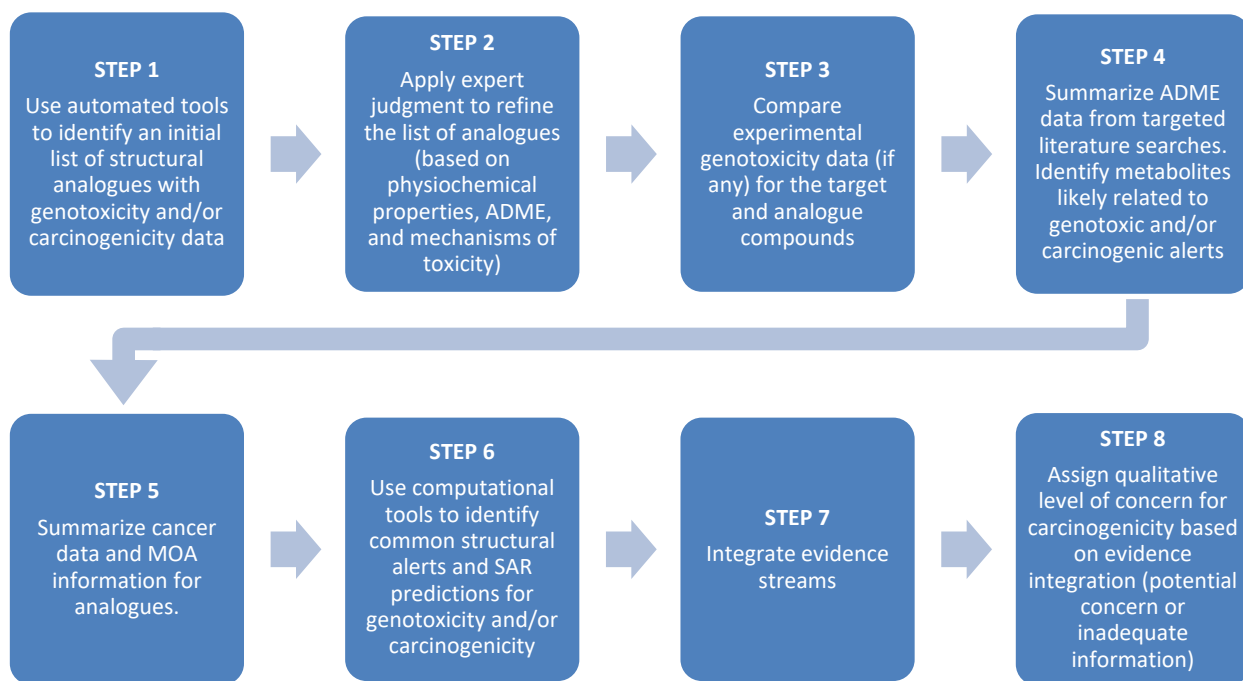 STEP 1
Use automated tools
to identify an initial
list of structural
analogues with
genotoxicity and/or
carcinogenicity data
STEP 2
Apply expert
judgment to refine
the list of analogues
(based on
physiochemical
properties, ADME,
and mechanisms of
toxicity)
STEP 3
Compare
experimental
genotoxicity data (if
any) for the target
and analogue
compounds
STEP 4
Summarize ADME
data from targeted
literature searches.
Identify metabolites
likely related to
genotoxic and/or
carcinogenic alerts
STEP 5
Summarize cancer
data and MOA
information for
analogues.
STEP 6
Use computational
tools to identify
common structural
alerts and SAR
predictions for
genotoxicity and/or
carcinogenicity
STEP 7
Integrate evidence
streams
STEP 8
Assign qualitative
level of concern for
carcinogenicity based
on evidence
integration (potential
concern or
inadequate
information)